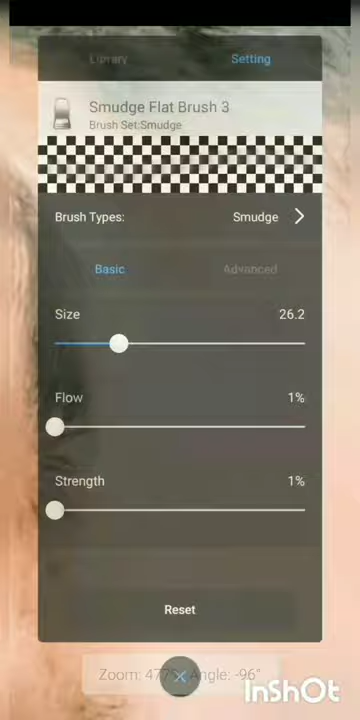 Library Setting
Smudge Flat Brush 3
Brush Set:Smudge
Brush Types: Smudge
Basic Advanced
Size 26.2
Flow 1%
Strength 1%
Reset
Angle: -96°
InShOt